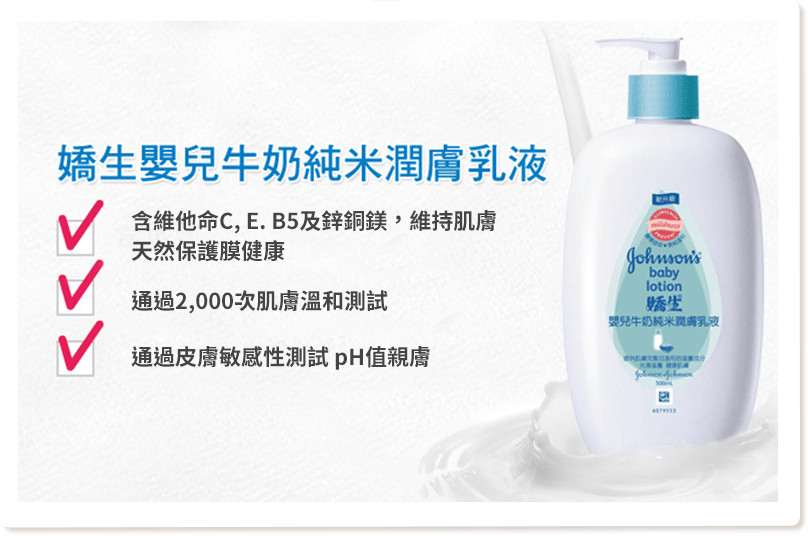 嬌生嬰兒牛奶純米潤膚乳液
含維他命C, E. B5及鋅銅鎂，維持肌膚
天然保護膜健康
通過2,000次肌膚溫和測試
通過皮膚敏感性測試 pH值親膚
新升級
mildness
Johnson's
baby
lotion
嬌生
嬰兒牛奶純米潤膚乳液
Johnson & Johnson
500mL